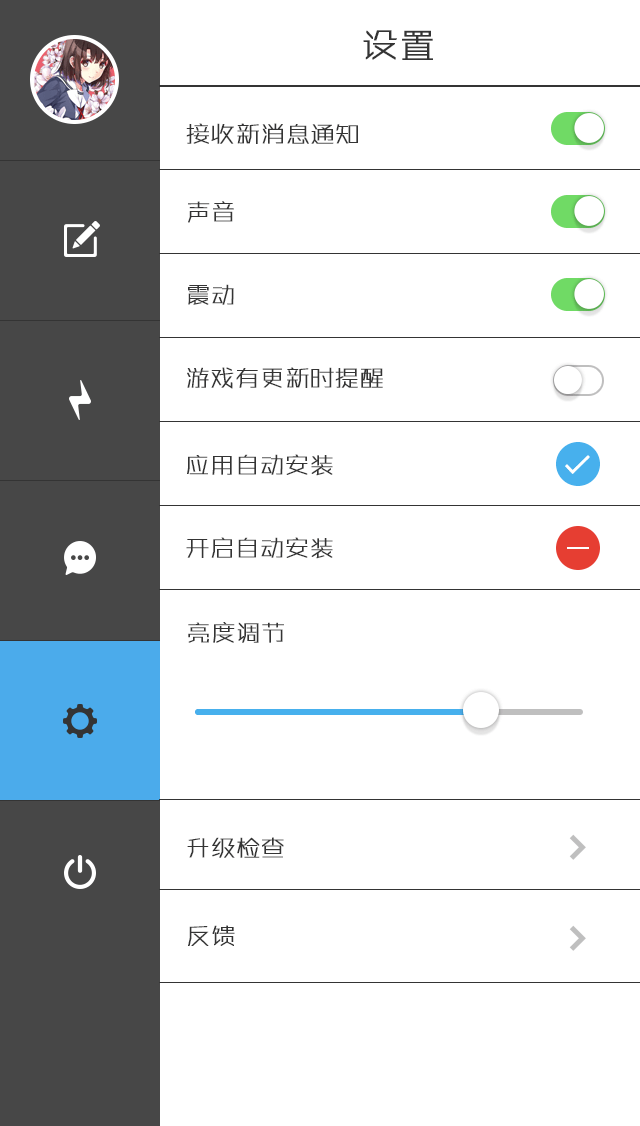 设置
接收新消息通知
声音
震动
游戏有更新时提醒
应用自动安装
开启自动安装
亮度调节
升级检查
反馈